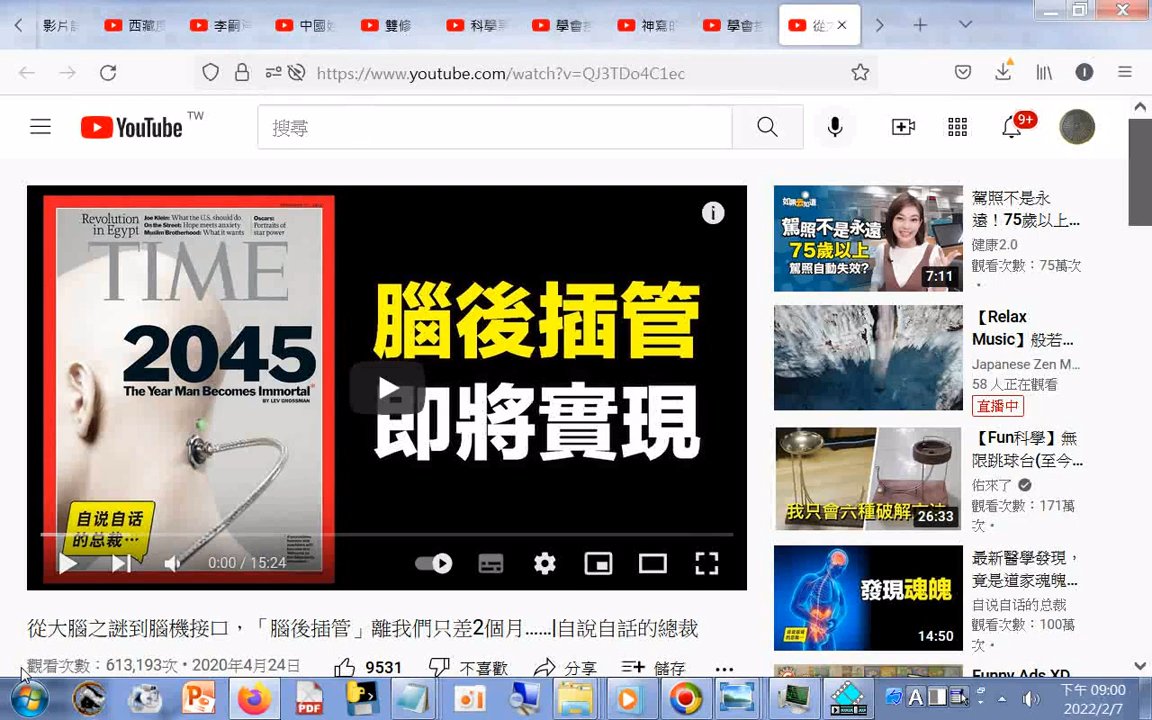 影片
西藏
李嗣
中國
雙修
科學
學會
神寫
學會
從
https://www.youtube.com/watch?v=QJ3TDo4C1ec
YouTube TW
搜尋
9+
Revolution in Egypt
Joe Klein: What the U.S. should do
On the Street: Hope meets anxiety
Muslim Brotherhood: What it wants
Oscars: Portraits of star power
TIME
2045
The Year Man Becomes Immortal
BY LEV GROSSMAN
腦後插管
即將實現
自说自话
的总裁…
0:00 / 15:24
從大腦之謎到腦機接口，「腦後插管」離我們只差2個月......|自說自話的總裁
觀看次數：613,193次・2020年4月24日
9531
不喜歡
分享
儲存
駕照不是永遠
75歲以上
駕照自動失效?
7:11
駕照不是永
遠！75歲以上...
健康2.0
觀看次數：75萬次
【Relax
Music】般若...
Japanese Zen M...
58 人正在觀看
直播中
我只會六種破解方法
26:33
【Fun科學】無
限跳球台(至今...
佑來了
觀看次數：171萬
次・
發現魂魄
14:50
最新醫學發現，
竟是道家魂魄...
自说自话的总裁
觀看次數：100萬
次・
Funny Ads XD
下午 09:00
2022/2/7